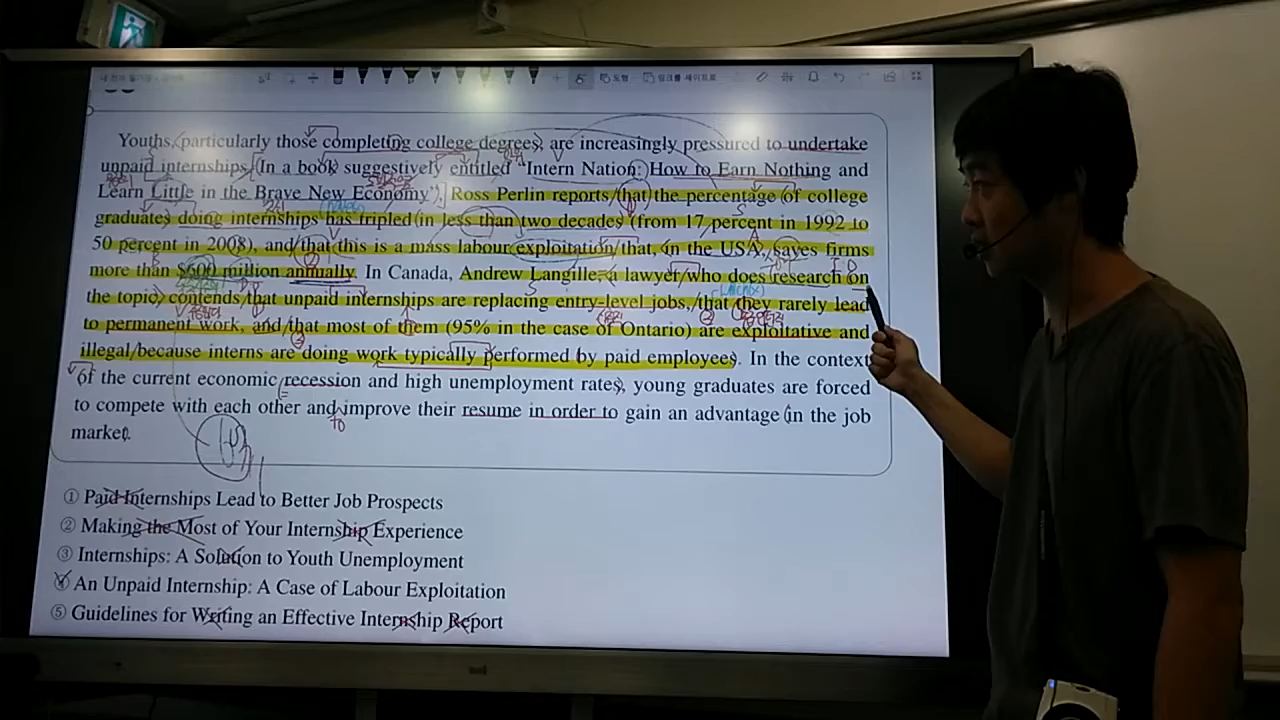 Youths, particularly those completing college degrees, are increasingly pressured to undertake
unpaid internships. In a book suggestively entitled "Intern Nation: How to Earn Nothing and
Learn Little in the Brave New Economy"), Ross Perlin reports that the percentage of college
graduates doing internships has tripled in less than two decades (from 17 percent in 1992 to
50 percent in 2008), and that this is a mass labour exploitation that, in the USA, saves firms
more than $600 million annually. In Canada, Andrew Langille, a lawyer who does research on
the topic, contends that unpaid internships are replacing entry-level jobs, that they rarely lead
to permanent work, and that most of them (95% in the case of Ontario) are exploitative and
illegal because interns are doing work typically performed by paid employees. In the context
of the current economic recession and high unemployment rates, young graduates are forced
to compete with each other and improve their resume in order to gain an advantage in the job
market.
to
① Paid Internships Lead to Better Job Prospects
② Making the Most of Your Internship Experience
③ Internships: A Solution to Youth Unemployment
④ An Unpaid Internship: A Case of Labour Exploitation
⑤ Guidelines for Writing an Effective Internship Report